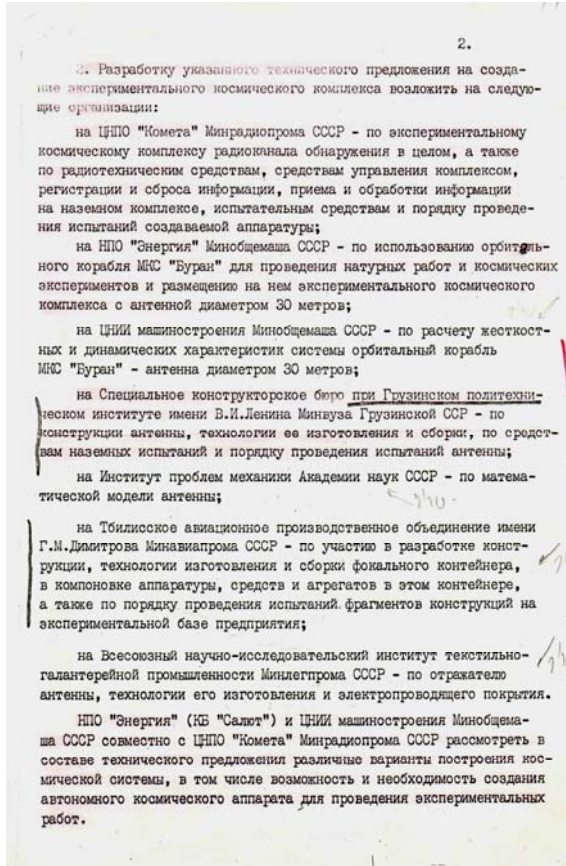 2.
2. Разработку указанного технического предложения на созда-
ние экспериментального космического комплекса возложить на следую-
щие организации:
на ЦНПО "Комета" Минрадиопрома СССР - по экспериментальному
космическому комплексу радиоканала обнаружения в целом, а также
по радиотехническим средствам, средствам управления комплексом,
регистрации и сброса информации, приема и обработки информации
на наземном комплексе, испытательным средствам и порядку проведе-
ния испытаний создаваемой аппаратуры;
на НПО "Энергия" Минобщемаша СССР - по использованию орбиталь-
ного корабля МКС "Буран" для проведения натурных работ и космических
экспериментов и размещению на нем экспериментального космического
комплекса с антенной диаметром 30 метров;
на ЦНИИ машиностроения Минобщемаша СССР - по расчету жесткост-
ных и динамических характеристик системы орбитальный корабль
МКС "Буран" - антенна диаметром 30 метров;
на Специальное конструкторское бюро при Грузинском политехни-
ческом институте имени В.И.Ленина Минвуза Грузинской ССР - по
конструкции антенны, технологии ее изготовления и сборки, по средст-
вам наземных испытаний и порядку проведения испытаний антенны;
на Институт проблем механики Академии наук СССР - по матема-
тической модели антенны;
на Тбилисское авиационное производственное объединение имени
Г.М.Димитрова Минавиапрома СССР - по участию в разработке конст-
рукции, технологии изготовления и сборки фокального контейнера,
в компоновке аппаратуры, средств и агрегатов в этом контейнере,
а также по порядку проведения испытаний фрагментов конструкций на
экспериментальной базе предприятия;
на Всесоюзный научно-исследовательский институт текстильно-
галантерейной промышленности Минлегпрома СССР - по отражателю
антенны, технологии его изготовления и электропроводящего покрытия.
НПО "Энергия" (КБ "Салют") и ЦНИИ машиностроения Минобщема-
ша СССР совместно с ЦНПО "Комета" Минрадиопрома СССР рассмотреть в
составе технического предложения различные варианты построения кос-
мической системы, в том числе возможность и необходимость создания
автономного космического аппарата для проведения экспериментальных
работ.